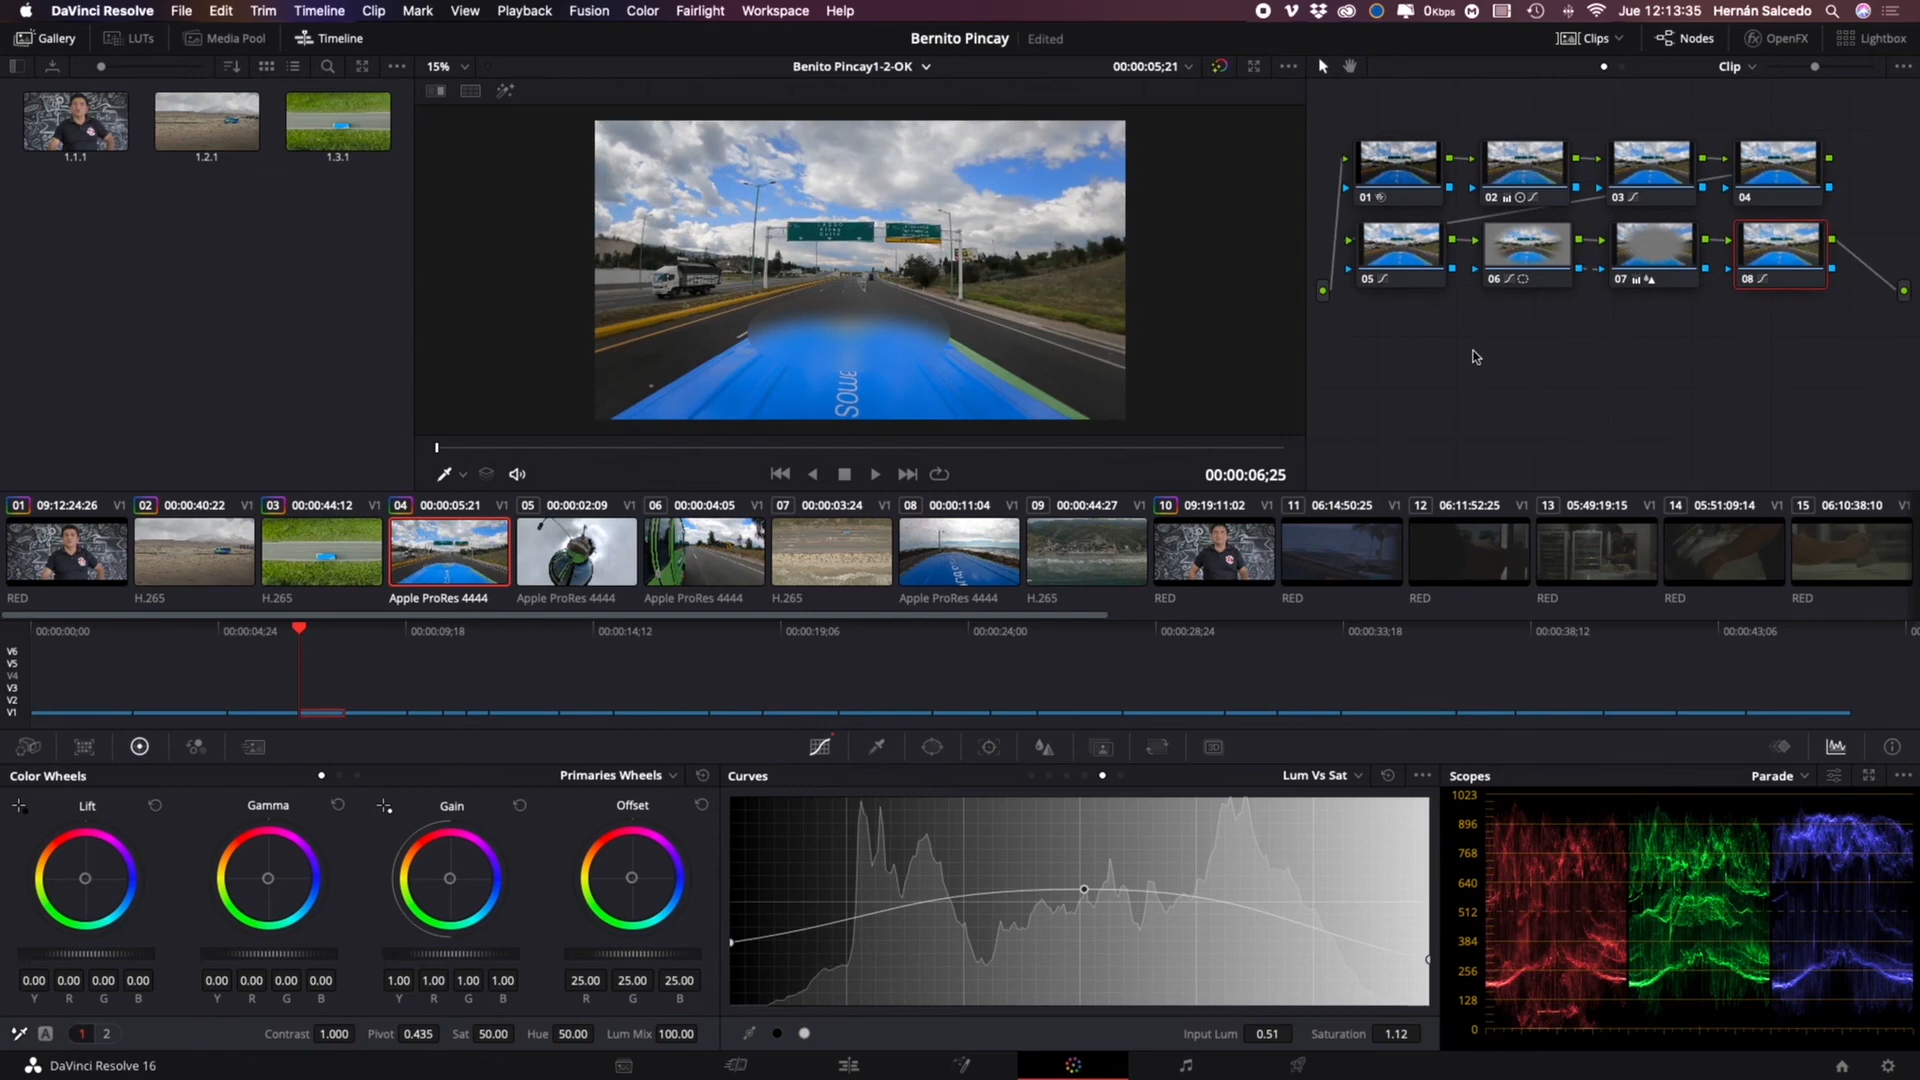 DaVinci Resolve File Edit Trim Timeline Clip Mark View Playback Fusion Color Fairlight Workspace Help 0Kbps Jue 12:13:35 Hernán Salcedo
Gallery LUTs Media Pool Timeline Bernito Pincay Edited Clips Nodes OpenFX Lightbox
15% Benito Pincay1-2-OK 00:00:05;21 Clip
1.1.1 1.2.1 1.3.1
01 02 03 04
05 06 07 08
00:00:06;25
01 09:12:24:26 V1 02 00:00:40:22 V1 03 00:00:44:12 V1 04 00:00:05:21 V1 05 00:00:02:09 V1 06 00:00:04:05 V1 07 00:00:03:24 V1 08 00:00:11:04 V1 09 00:00:44:27 V1 10 09:19:11:02 V1 11 06:14:50:25 V1 12 06:11:52:25 V1 13 05:49:19:15 V1 14 05:51:09:14 V1 15 06:10:38:10 V1
RED H.265 H.265 Apple ProRes 4444 Apple ProRes 4444 Apple ProRes 4444 H.265 Apple ProRes 4444 H.265 RED RED RED RED RED RED
00:00:00;00 00:00:04;24 00:00:09;18 00:00:14;12 00:00:19;06 00:00:24;00 00:00:28;24 00:00:33;18 00:00:38;12 00:00:43;06
V6
V5
V4
V3
V2
V1
3D
Color Wheels Primaries Wheels Curves Lum Vs Sat Scopes Parade
Lift Gamma Gain Offset
0.00 0.00 0.00 0.00 0.00 0.00 0.00 0.00 1.00 1.00 1.00 1.00 25.00 25.00 25.00
Y R G B Y R G B Y R G B R G B
A 1 2 Contrast 1.000 Pivot 0.435 Sat 50.00 Hue 50.00 Lum Mix 100.00 Input Lum 0.51 Saturation 1.12
1023
896
768
640
512
384
256
128
0
DaVinci Resolve 16